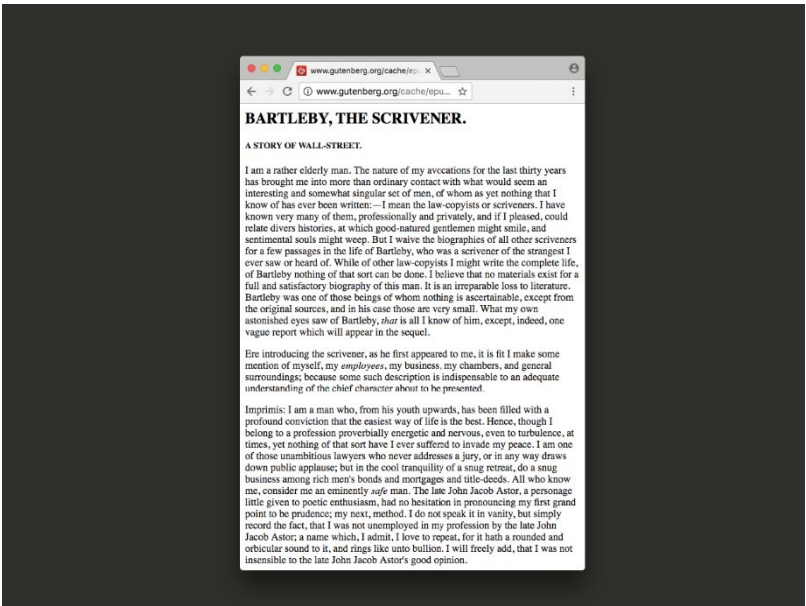 www.gutenberg.org/cache/ep
www.gutenberg.org/cache/epu...
BARTLEBY, THE SCRIVENER.
A STORY OF WALL-STREET.
I am a rather elderly man. The nature of my avocations for the last thirty years
has brought me into more than ordinary contact with what would seem an
interesting and somewhat singular set of men, of whom as yet nothing that I
know of has ever been written:—I mean the law-copyists or scriveners. I have
known very many of them, professionally and privately, and if I pleased, could
relate divers histories, at which good-natured gentlemen might smile, and
sentimental souls might weep. But I waive the biographies of all other scriveners
for a few passages in the life of Bartleby, who was a scrivener of the strangest I
ever saw or heard of. While of other law-copyists I might write the complete life,
of Bartleby nothing of that sort can be done. I believe that no materials exist for a
full and satisfactory biography of this man. It is an irreparable loss to literature.
Bartleby was one of those beings of whom nothing is ascertainable, except from
the original sources, and in his case those are very small. What my own
astonished eyes saw of Bartleby, that is all I know of him, except, indeed, one
vague report which will appear in the sequel.
Ere introducing the scrivener, as he first appeared to me, it is fit I make some
mention of myself, my employees, my business, my chambers, and general
surroundings; because some such description is indispensable to an adequate
understanding of the chief character about to be presented.
Imprimis: I am a man who, from his youth upwards, has been filled with a
profound conviction that the easiest way of life is the best. Hence, though I
belong to a profession proverbially energetic and nervous, even to turbulence, at
times, yet nothing of that sort have I ever suffered to invade my peace. I am one
of those unambitious lawyers who never addresses a jury, or in any way draws
down public applause; but in the cool tranquility of a snug retreat, do a snug
business among rich men's bonds and mortgages and title-deeds. All who know
me, consider me an eminently safe man. The late John Jacob Astor, a personage
little given to poetic enthusiasm, had no hesitation in pronouncing my first grand
point to be prudence; my next, method. I do not speak it in vanity, but simply
record the fact, that I was not unemployed in my profession by the late John
Jacob Astor; a name which, I admit, I love to repeat, for it hath a rounded and
orbicular sound to it, and rings like unto bullion. I will freely add, that I was not
insensible to the late John Jacob Astor's good opinion.